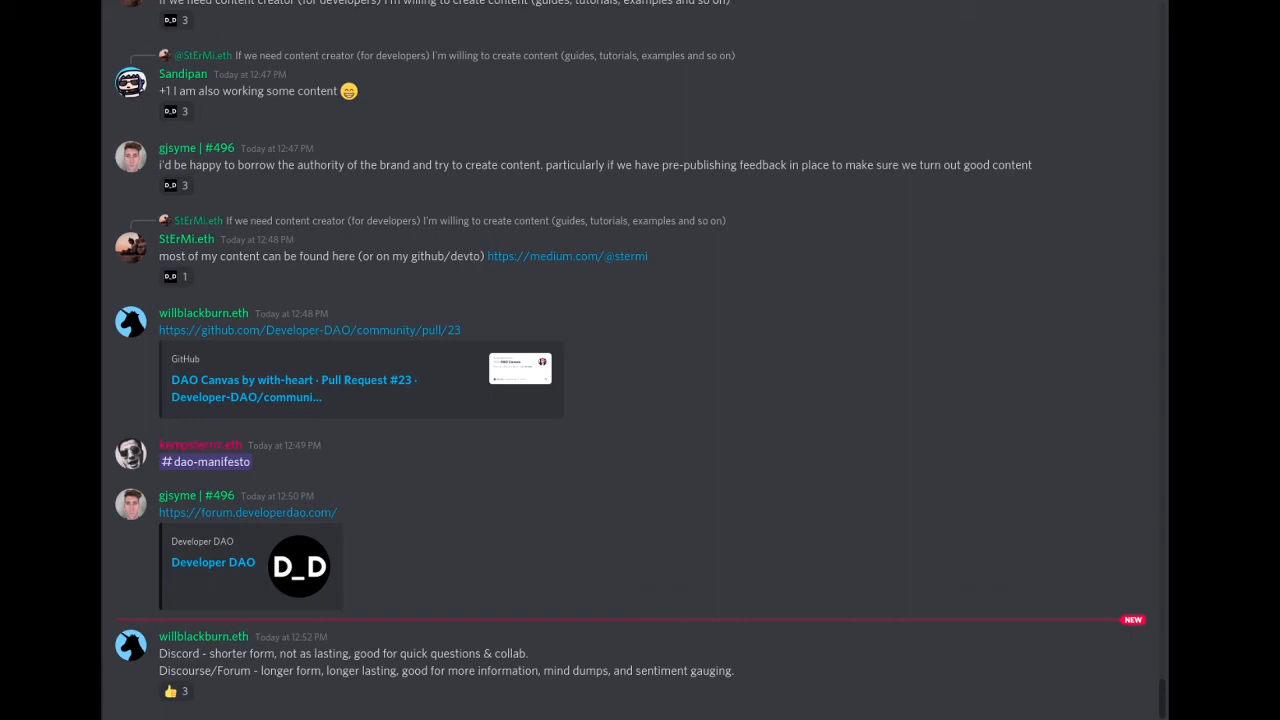 If we need content creator (for developers) I'm willing to create content (guides, tutorials, examples and so on)
D_D 3
@StErMi.eth If we need content creator (for developers) I'm willing to create content (guides, tutorials, examples and so on)
Sandipan Today at 12:47 PM
+1 I am also working some content 😁
D_D 3
gjsyme | #496 Today at 12:47 PM
i'd be happy to borrow the authority of the brand and try to create content. particularly if we have pre-publishing feedback in place to make sure we turn out good content
D_D 3
StErMi.eth If we need content creator (for developers) I'm willing to create content (guides, tutorials, examples and so on)
StErMi.eth Today at 12:48 PM
most of my content can be found here (or on my github/devto) https://medium.com/@stermi
D_D 1
willblackburn.eth Today at 12:48 PM
https://github.com/Developer-DAO/community/pull/23
GitHub
DAO Canvas by with-heart · Pull Request #23 ·
Developer-DAO/communi...
kempsterrrr.eth Today at 12:49 PM
#dao-manifesto
gjsyme | #496 Today at 12:50 PM
https://forum.developerdao.com/
Developer DAO
Developer DAO
D_D
NEW
willblackburn.eth Today at 12:52 PM
Discord - shorter form, not as lasting, good for quick questions & collab.
Discourse/Forum - longer form, longer lasting, good for more information, mind dumps, and sentiment gauging.
👍 3